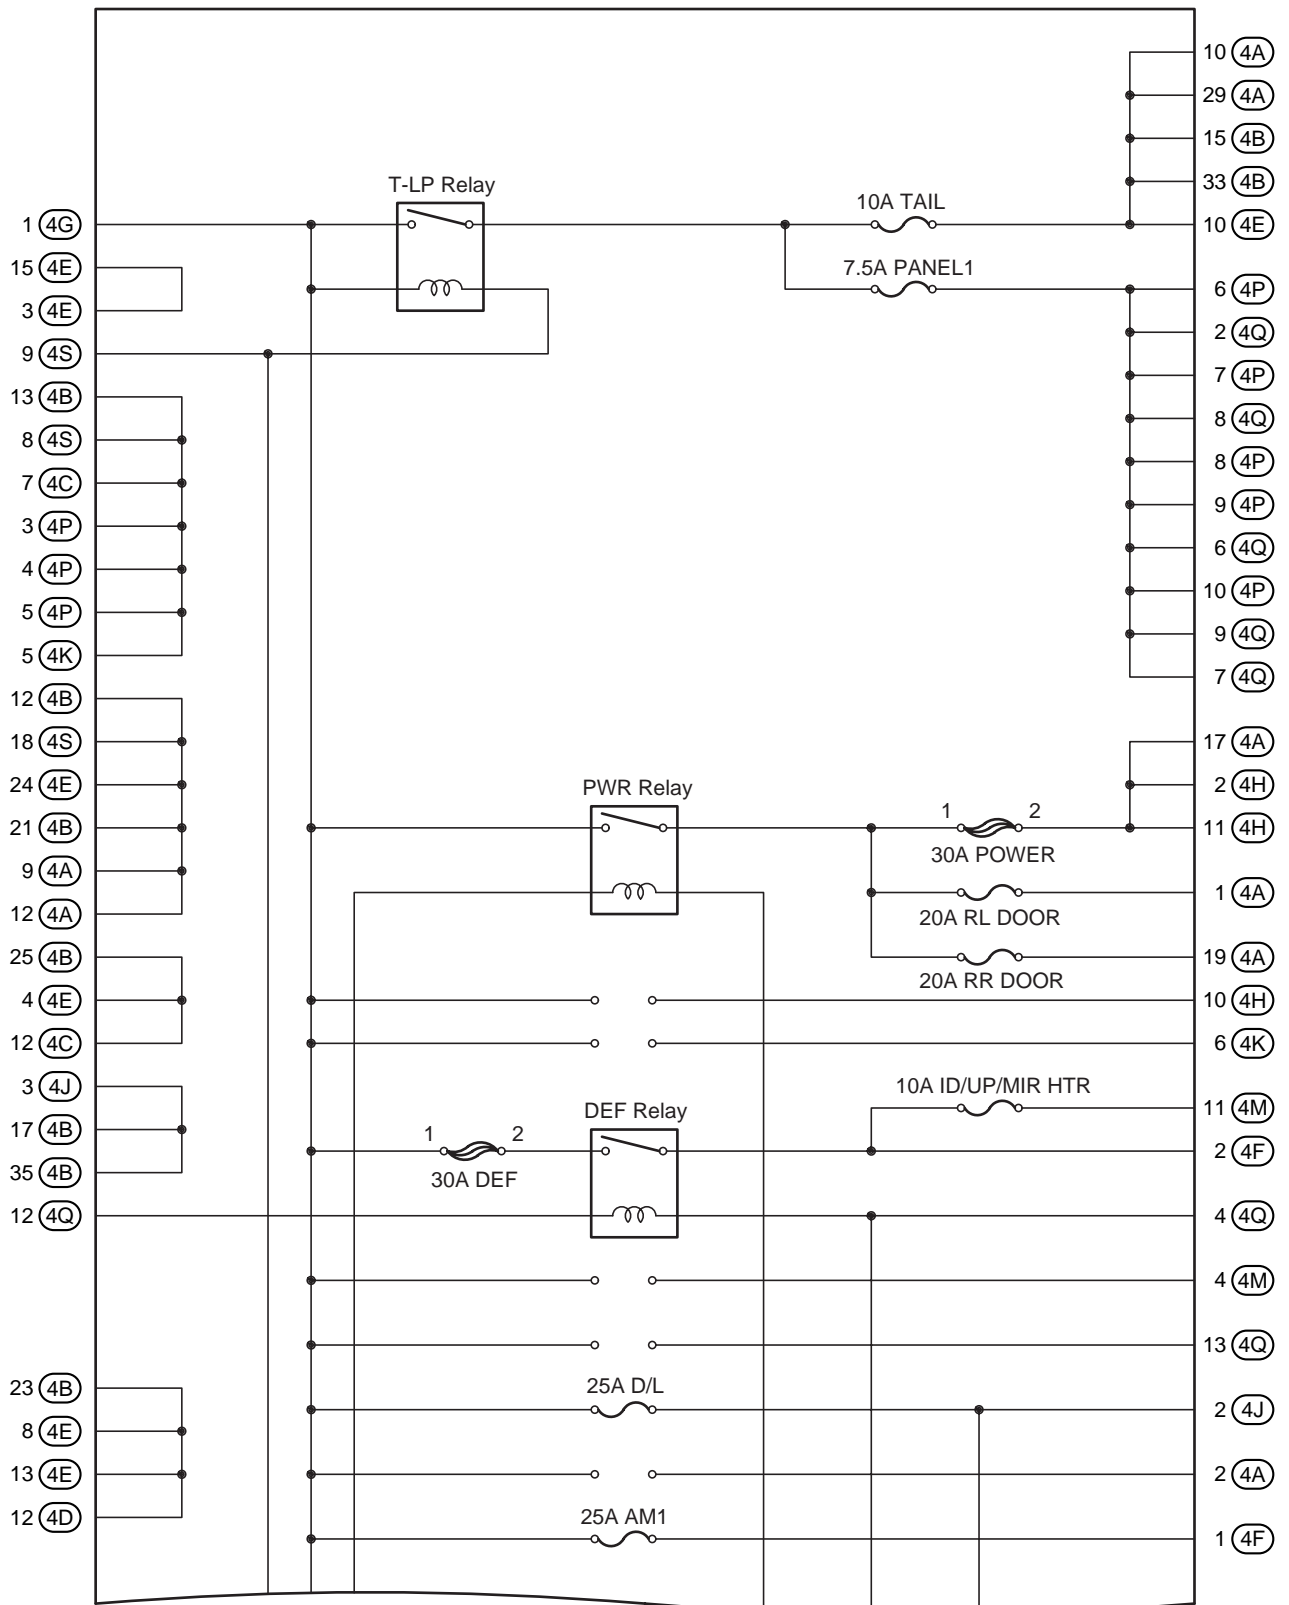 10 4A
29 4A
15 4B
33 4B
T-LP Relay
10A TAIL
1 4G
10 4E
15 4E
7.5A PANEL1
6 4P
3 4E
2 4Q
9 4S
7 4P
13 4B
8 4Q
8 4S
8 4P
7 4C
9 4P
3 4P
6 4Q
4 4P
10 4P
5 4P
9 4Q
5 4K
7 4Q
12 4B
18 4S
17 4A
24 4E
PWR Relay
2 4H
21 4B
1 2
11 4H
30A POWER
9 4A
1 4A
12 4A
20A RL DOOR
25 4B
19 4A
20A RR DOOR
4 4E
10 4H
12 4C
6 4K
3 4J
10A ID/UP/MIR HTR
11 4M
17 4B
DEF Relay
1 2
2 4F
35 4B
30A DEF
12 4Q
4 4Q
4 4M
13 4Q
23 4B
25A D/L
2 4J
8 4E
13 4E
2 4A
12 4D
25A AM1
1 4F